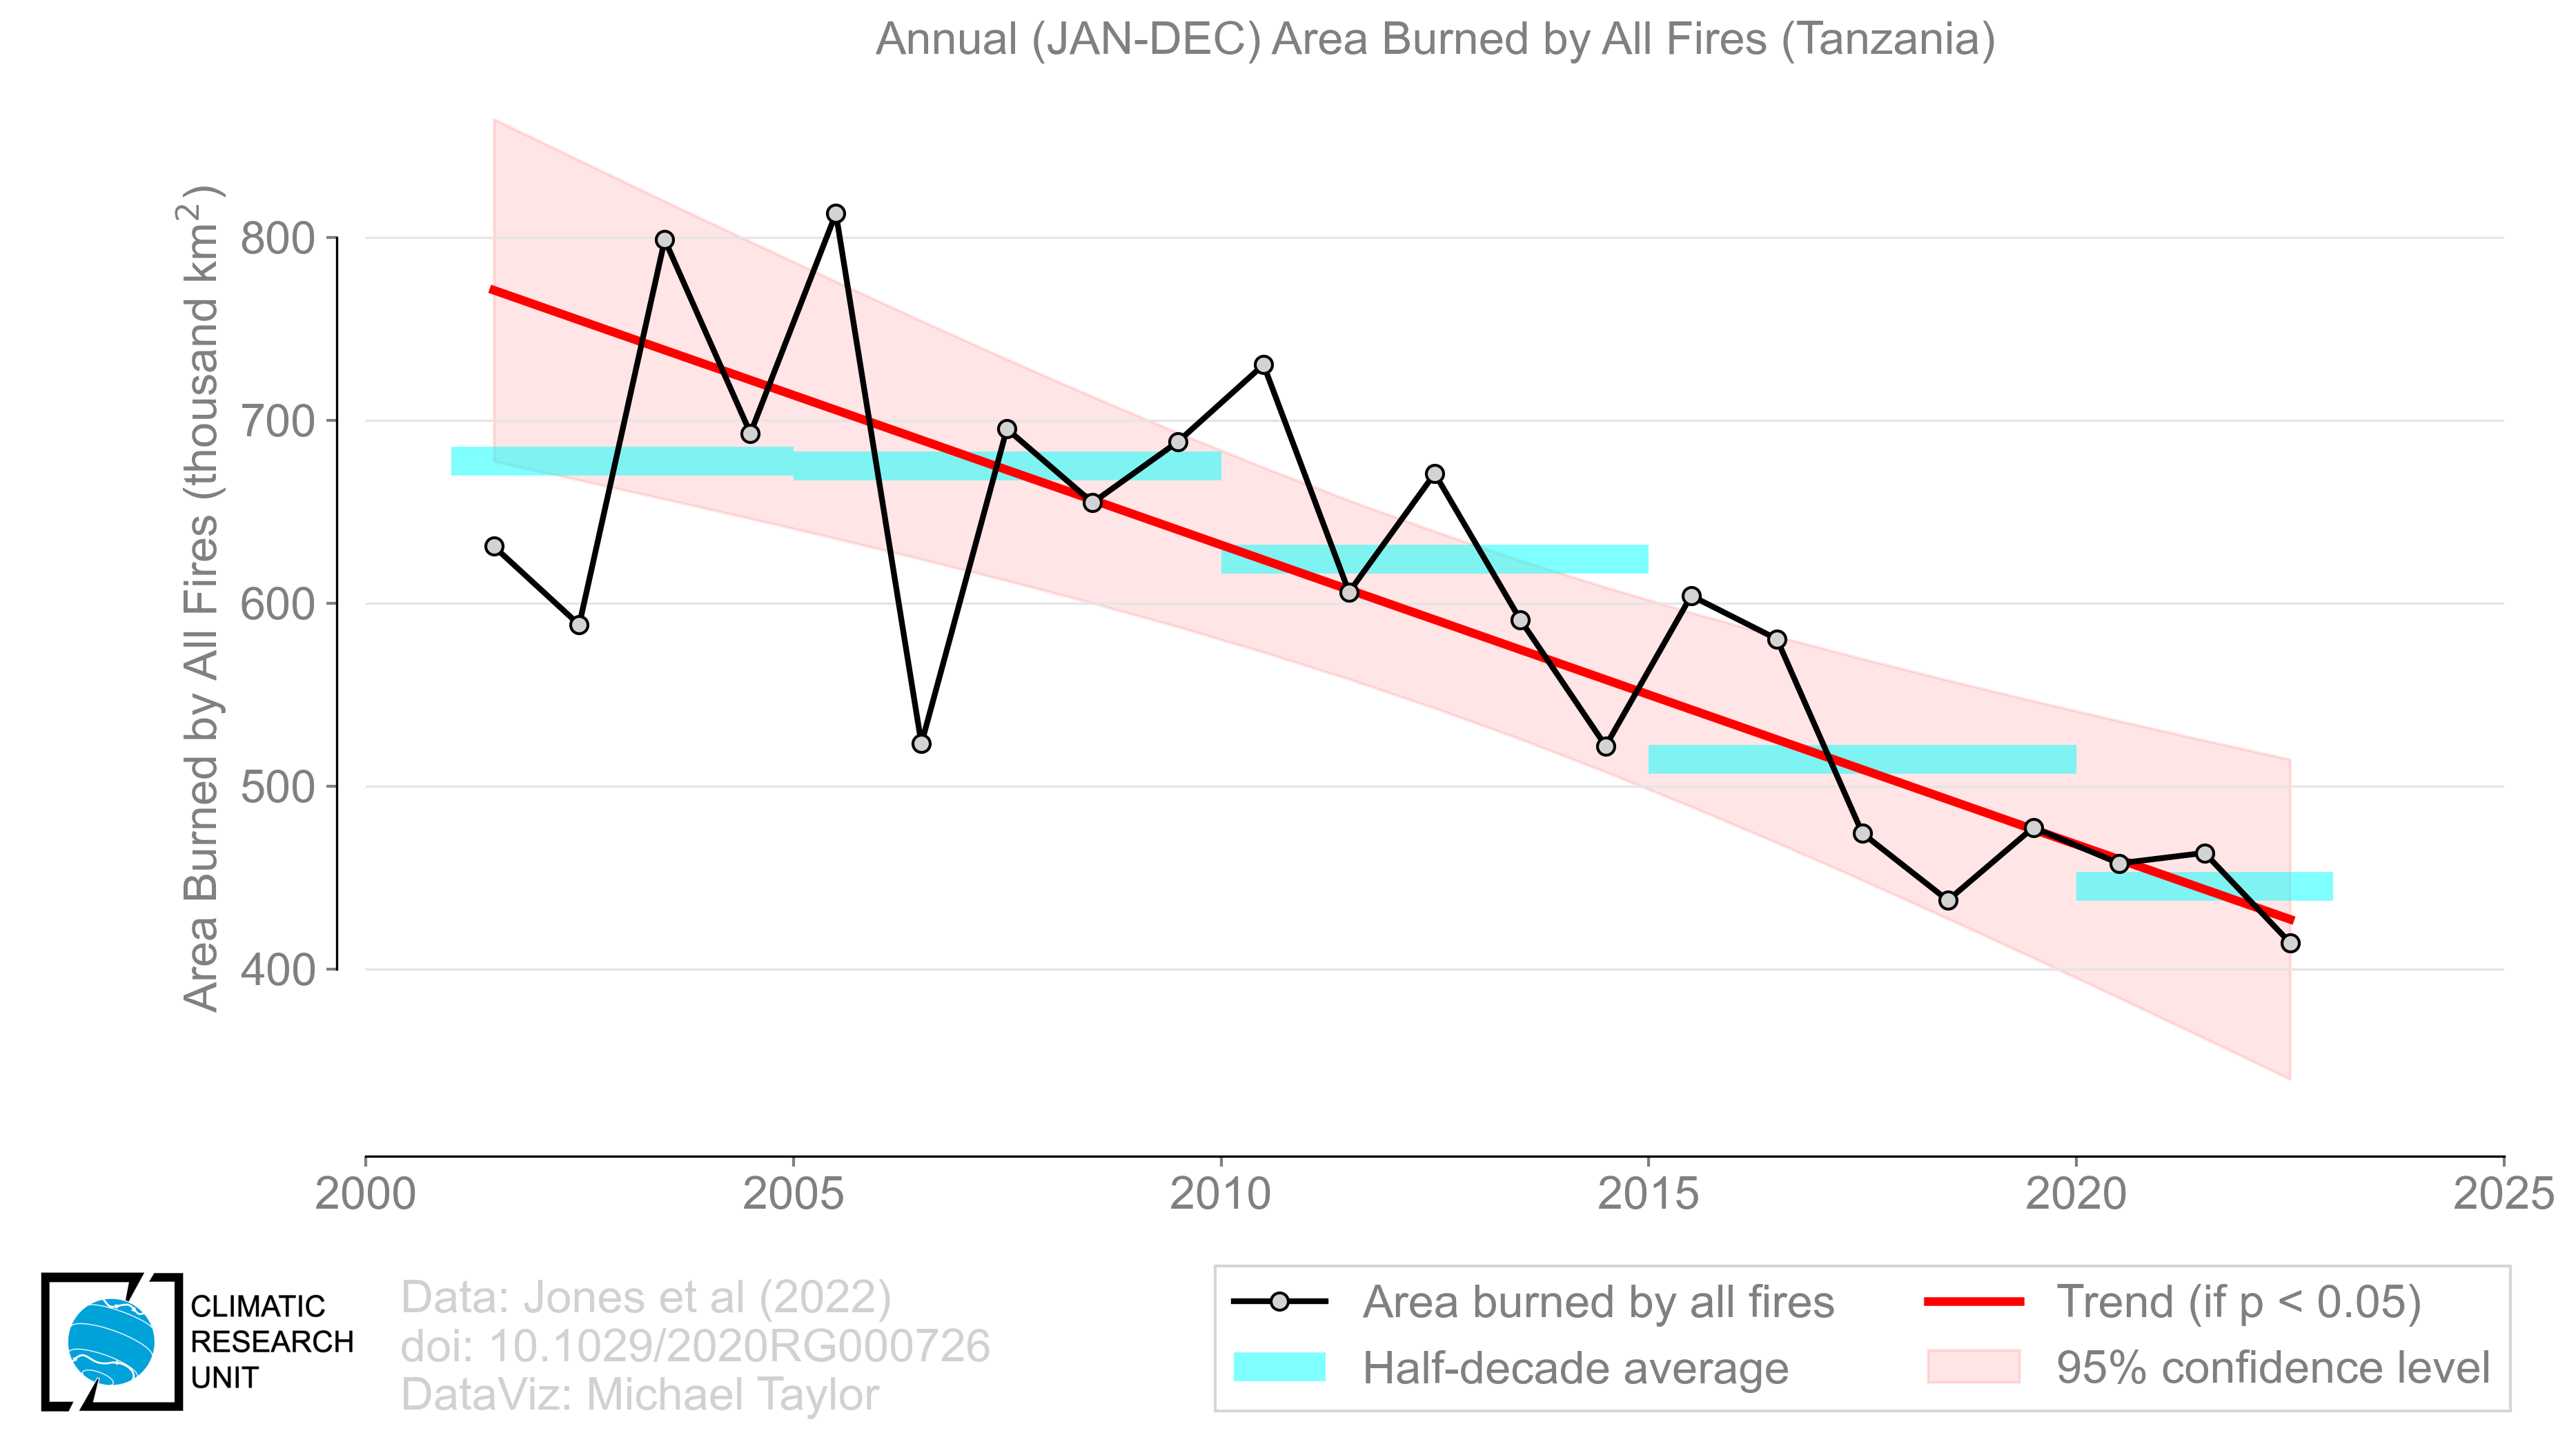 Annual (JAN-DEC) Area Burned by All Fires (Tanzania)
Area Burned by All Fires (thousand km²)
800
700
600
500
400
2000
2005
2010
2015
2020
2025
CLIMATIC
RESEARCH
UNIT
Data: Jones et al (2022)
doi: 10.1029/2020RG000726
DataViz: Michael Taylor
Area burned by all fires
Half-decade average
Trend (if p < 0.05)
95% confidence level